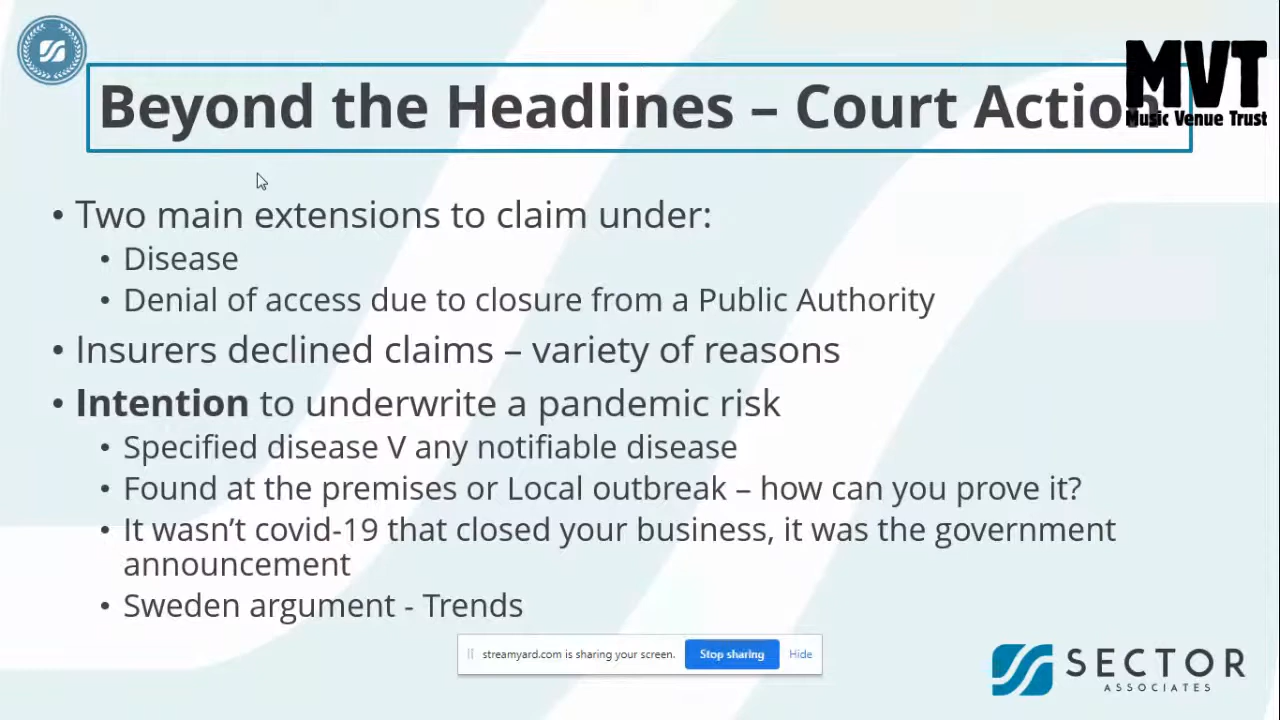 MVT
Music Venue Trust
Beyond the Headlines – Court Action
• Two main extensions to claim under:
• Disease
• Denial of access due to closure from a Public Authority
• Insurers declined claims – variety of reasons
• Intention to underwrite a pandemic risk
• Specified disease V any notifiable disease
• Found at the premises or Local outbreak – how can you prove it?
• It wasn’t covid-19 that closed your business, it was the government
announcement
• Sweden argument - Trends
streamyard.com is sharing your screen. Stop sharing Hide
SECTOR
ASSOCIATES